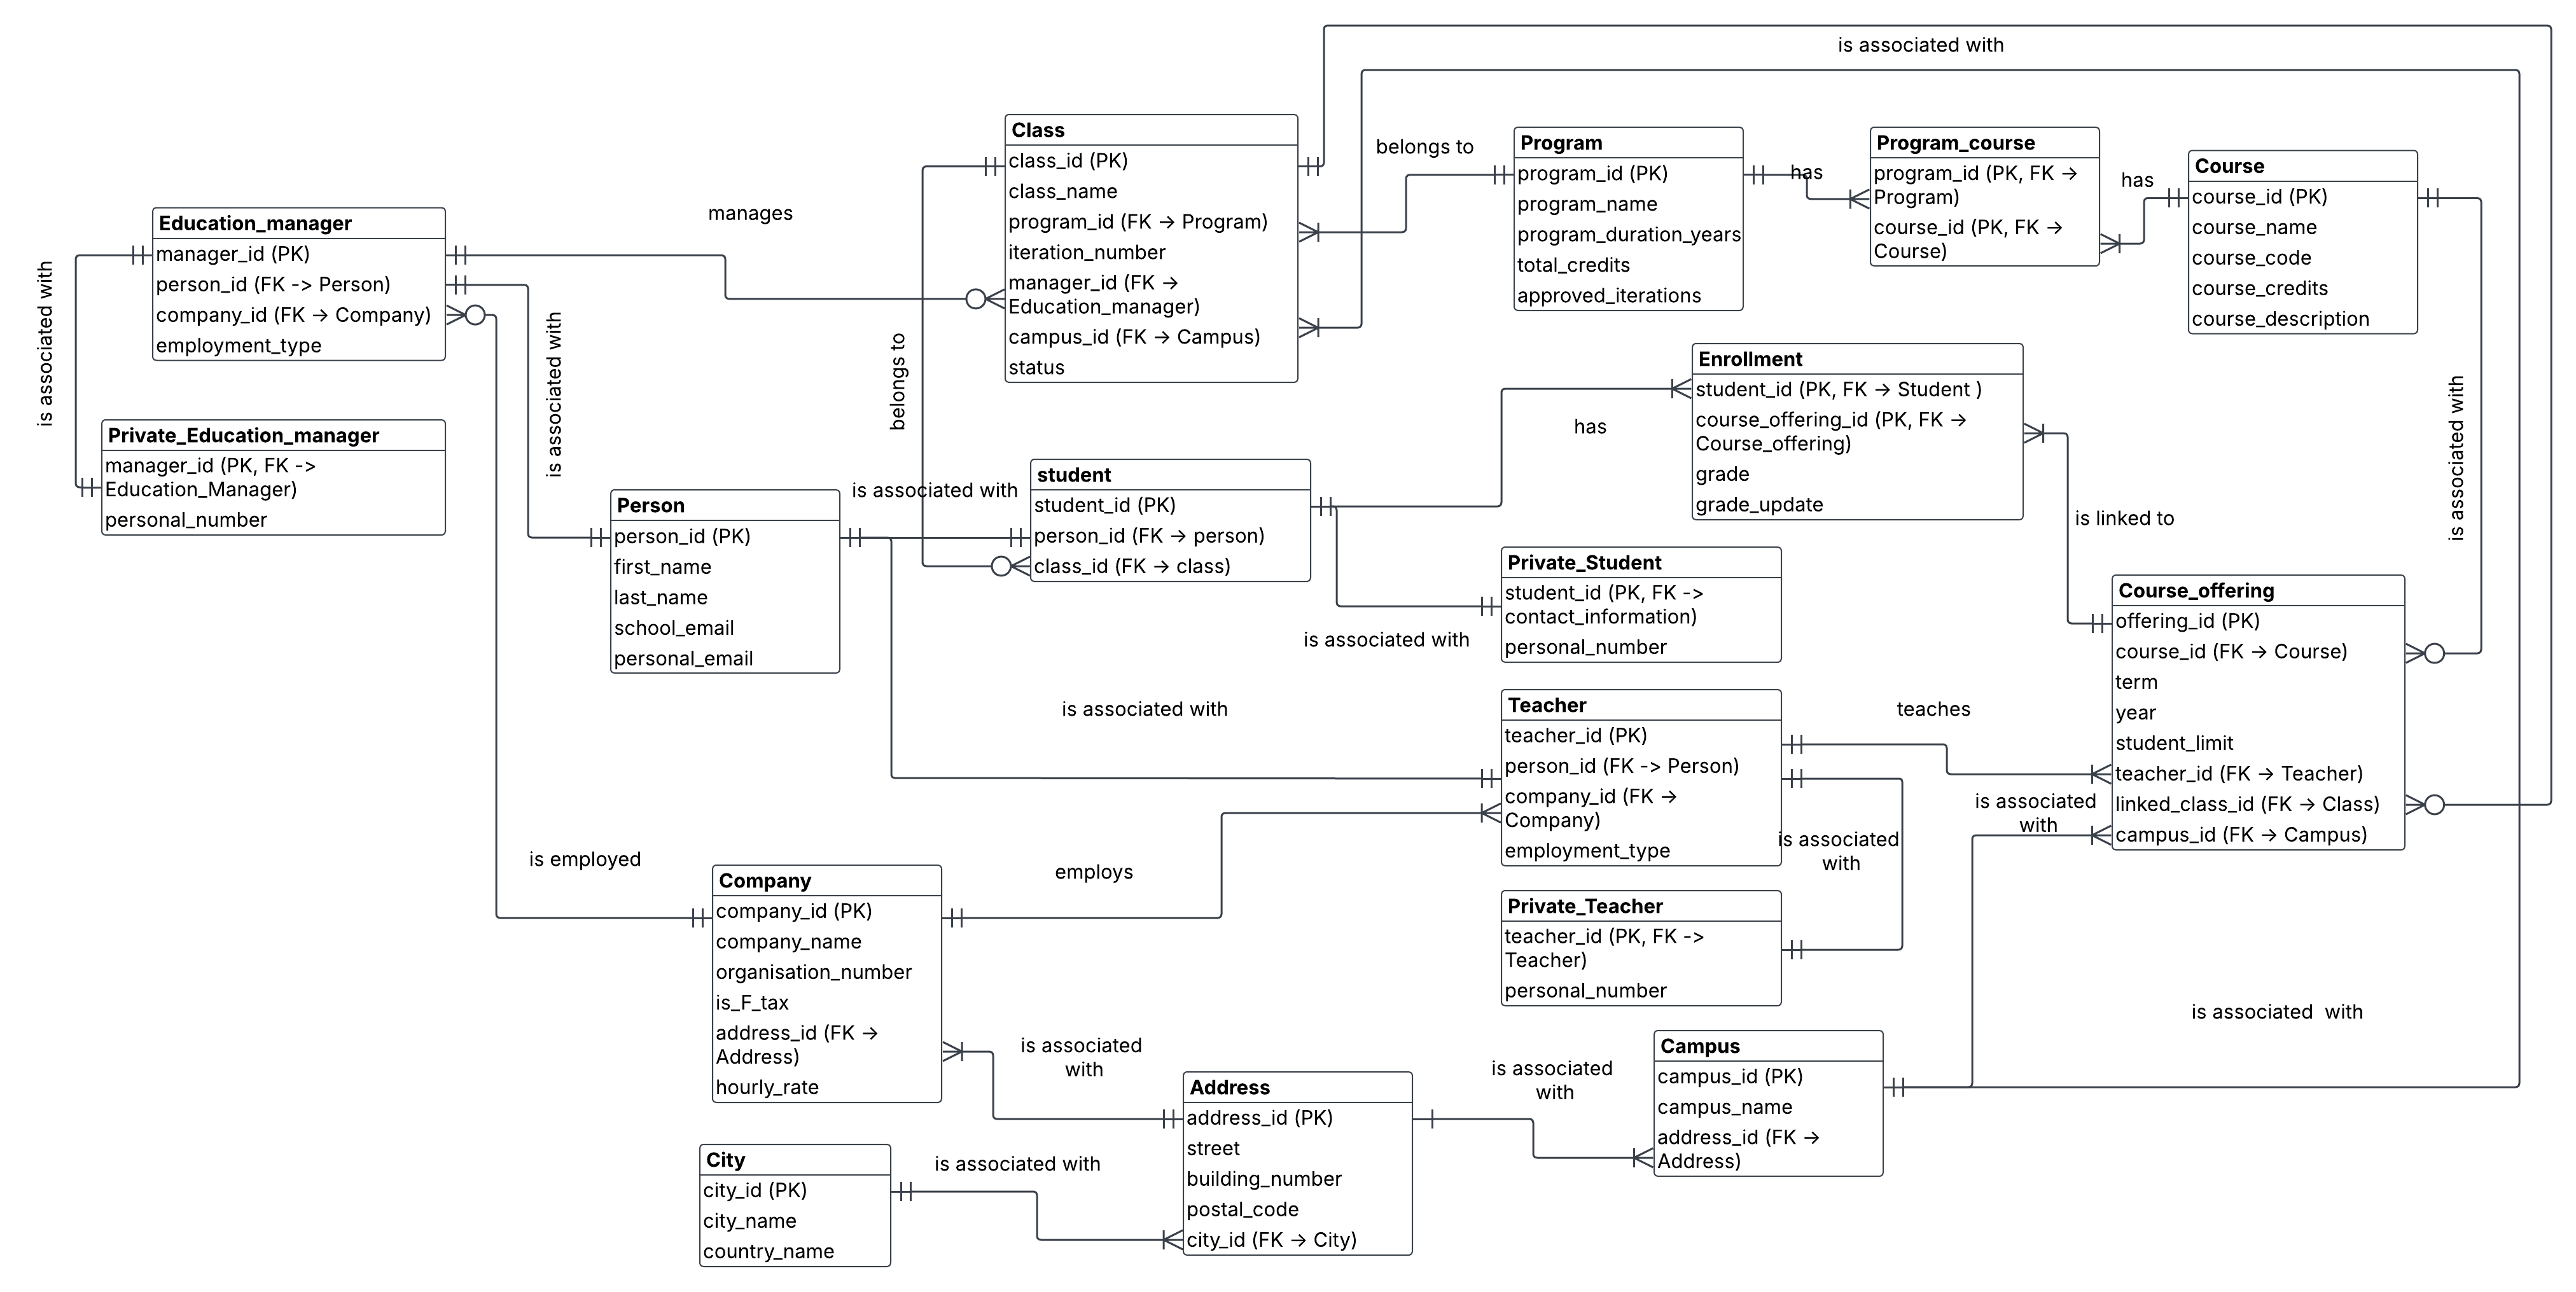 is associated with
Class
class_id (PK)
class_name
program_id (FK → Program)
iteration_number
manager_id (FK →
Education_manager)
campus_id (FK → Campus)
status
belongs to
Program
program_id (PK)
program_name
program_duration_years
total_credits
approved_iterations
has
Program_course
program_id (PK, FK →
Program)
course_id (PK, FK →
Course)
has
Course
course_id (PK)
course_name
course_code
course_credits
course_description
Education_manager
manager_id (PK)
person_id (FK -> Person)
company_id (FK → Company)
employment_type
manages
is associated with
is associated with
belongs to
Private_Education_manager
manager_id (PK, FK ->
Education_Manager)
personal_number
Enrollment
student_id (PK, FK → Student )
course_offering_id (PK, FK →
Course_offering)
grade
grade_update
has
is associated with
is linked to
Person
person_id (PK)
first_name
last_name
school_email
personal_email
is associated with
student
student_id (PK)
person_id (FK → person)
class_id (FK → class)
Private_Student
student_id (PK, FK ->
contact_information)
personal_number
is associated with
Course_offering
offering_id (PK)
course_id (FK → Course)
term
year
student_limit
teacher_id (FK → Teacher)
linked_class_id (FK → Class)
campus_id (FK → Campus)
is associated with
Teacher
teacher_id (PK)
person_id (FK -> Person)
company_id (FK →
Company)
employment_type
teaches
is associated
with
is associated
with
is employed
employs
Company
company_id (PK)
company_name
organisation_number
is_F_tax
address_id (FK →
Address)
hourly_rate
Private_Teacher
teacher_id (PK, FK ->
Teacher)
personal_number
is associated  with
is associated
with
Address
address_id (PK)
street
building_number
postal_code
city_id (FK → City)
is associated
with
Campus
campus_id (PK)
campus_name
address_id (FK →
Address)
City
city_id (PK)
city_name
country_name
is associated with